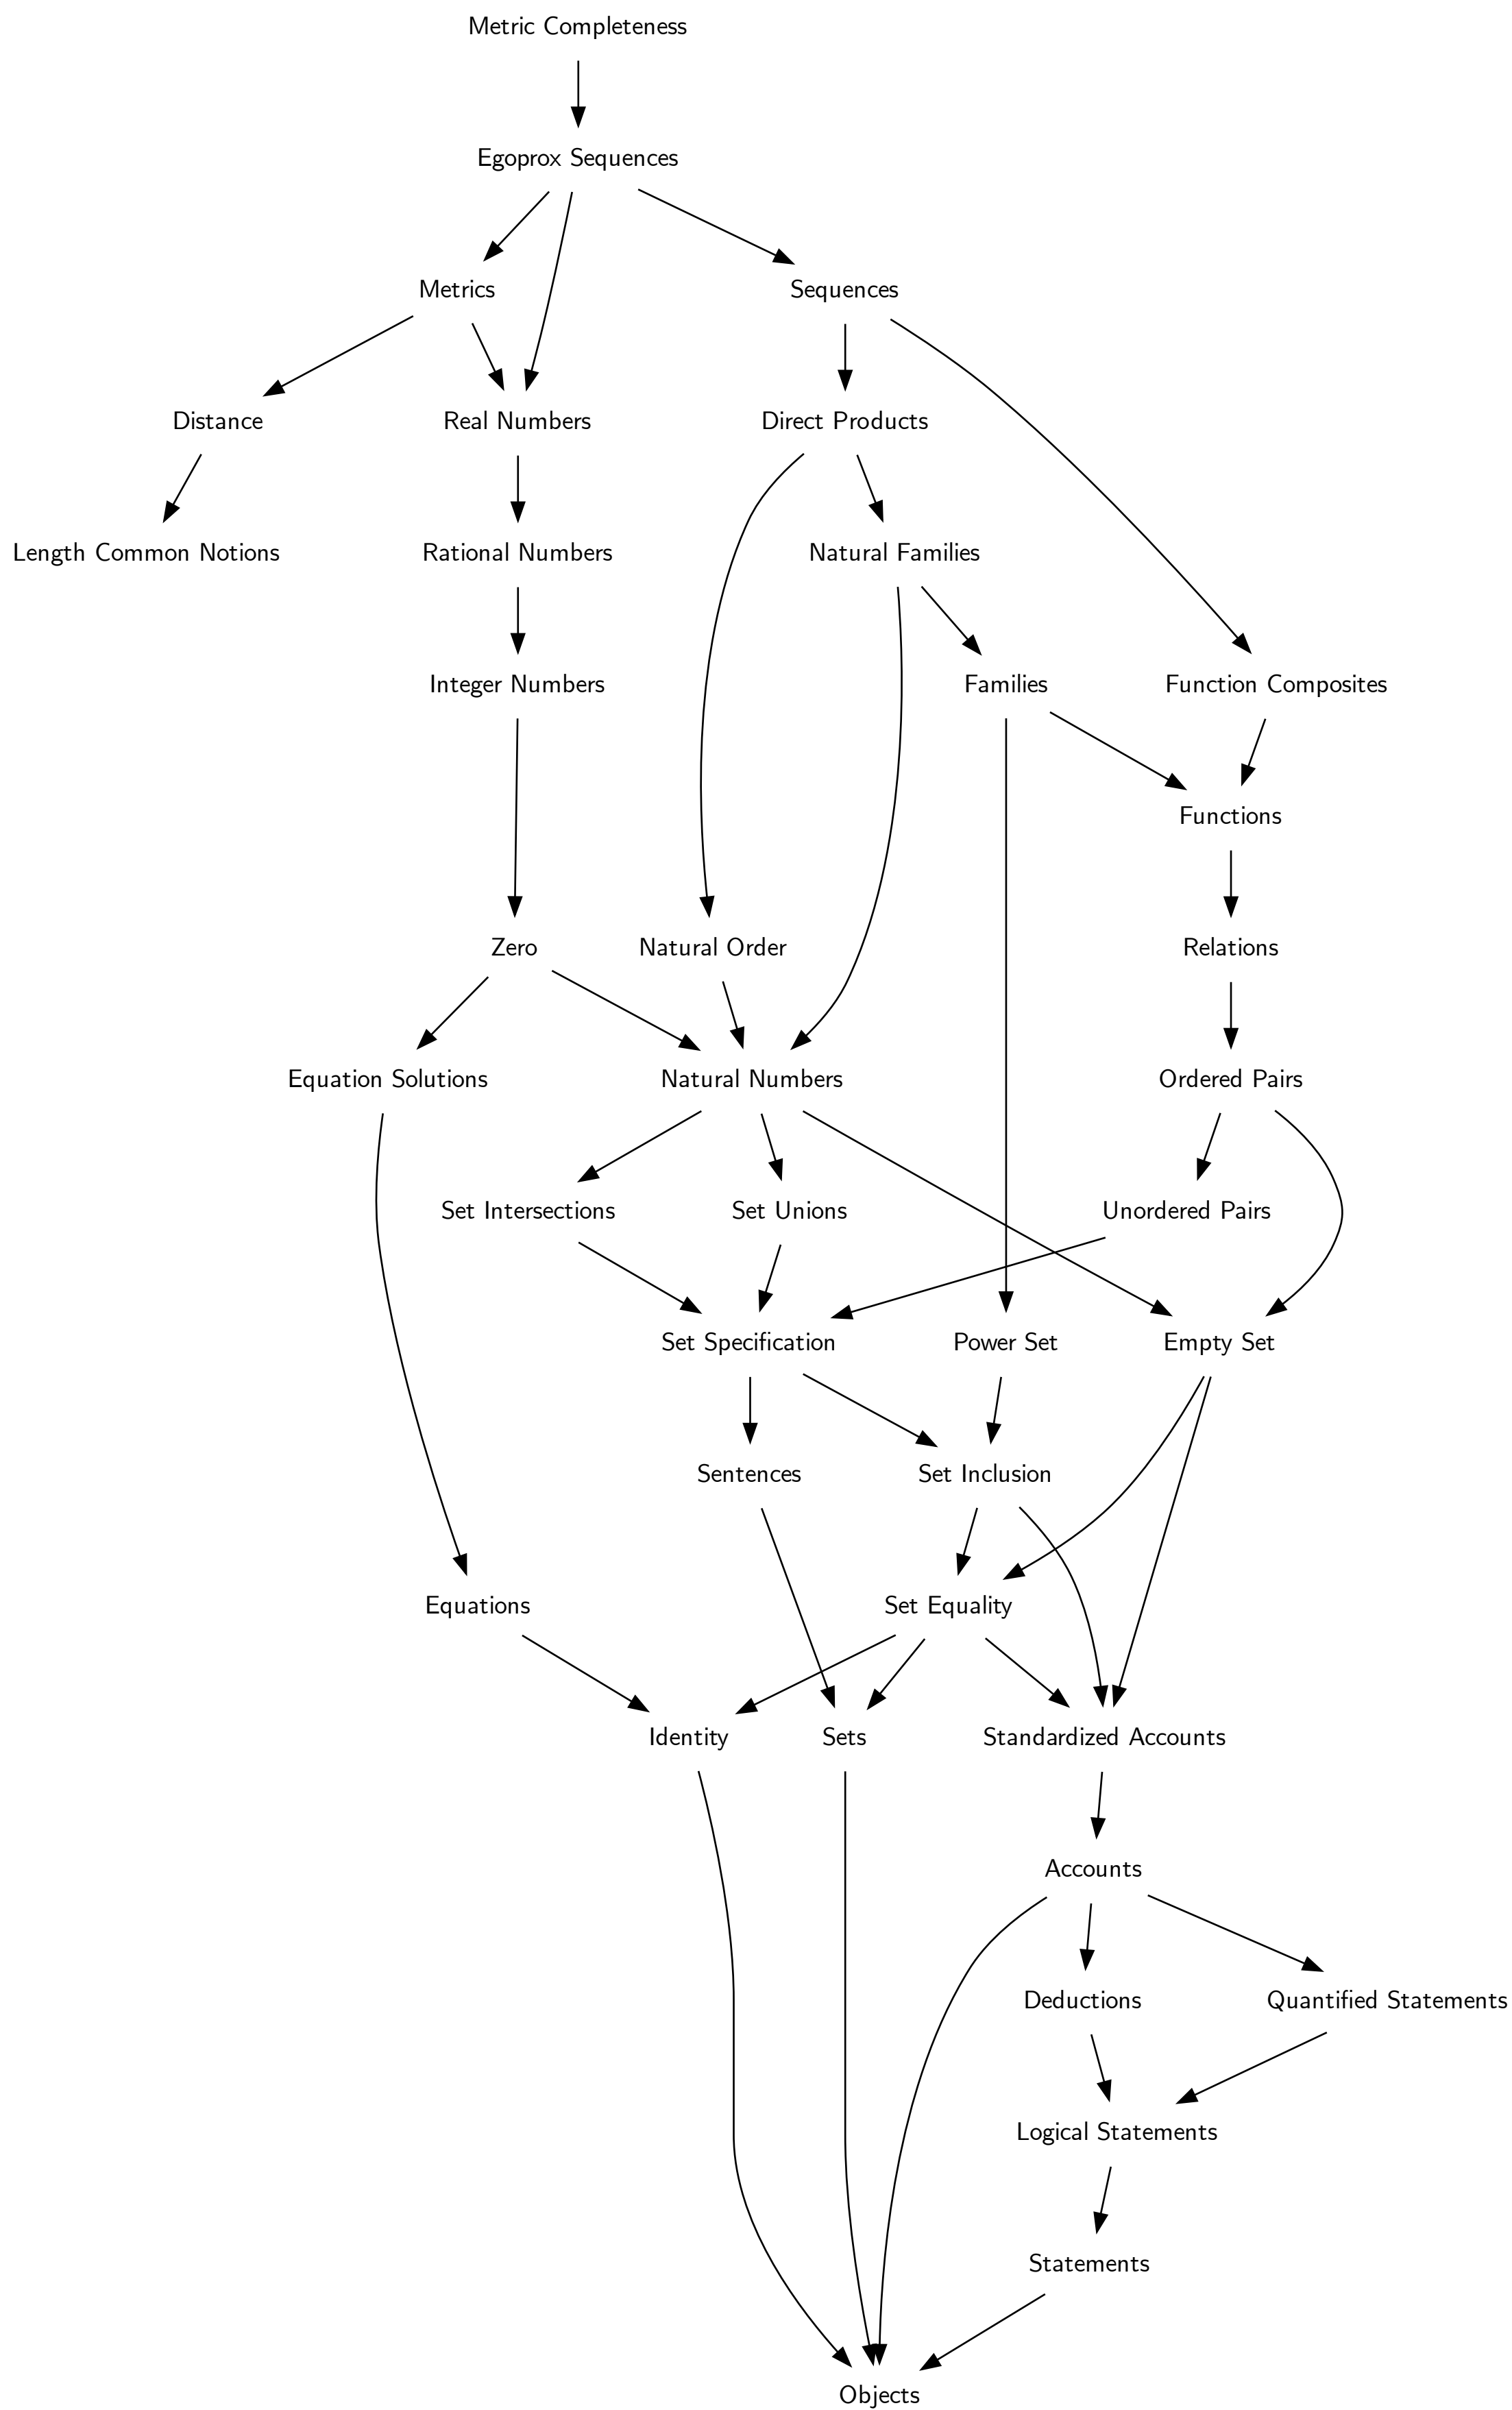 Metric Completeness
Egoprox Sequences
Metrics
Sequences
Distance
Real Numbers
Direct Products
Length Common Notions
Rational Numbers
Natural Families
Integer Numbers
Families
Function Composites
Functions
Zero
Natural Order
Relations
Equation Solutions
Natural Numbers
Ordered Pairs
Set Intersections
Set Unions
Unordered Pairs
Set Specification
Power Set
Empty Set
Sentences
Set Inclusion
Equations
Set Equality
Identity
Sets
Standardized Accounts
Accounts
Deductions
Quantified Statements
Logical Statements
Statements
Objects